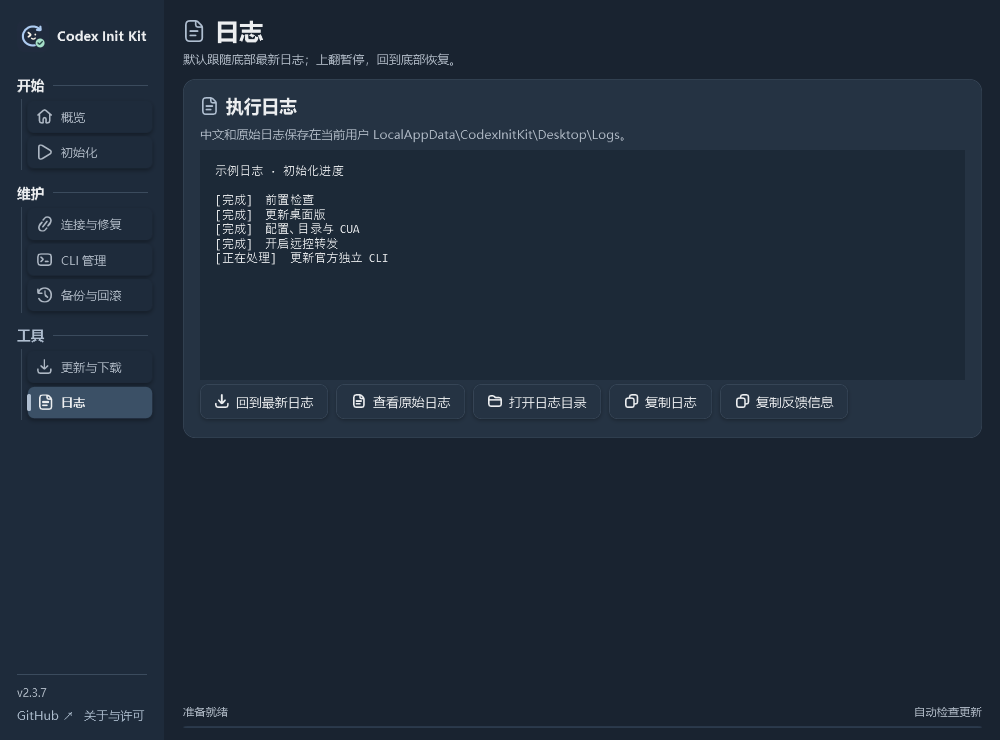 Codex Init Kit
开始
概览
初始化
维护
连接与修复
CLI 管理
备份与回滚
工具
更新与下载
日志
v2.3.7
GitHub ↗ 关于与许可
日志
默认跟随底部最新日志；上翻暂停，回到底部恢复。
执行日志
中文和原始日志保存在当前用户 LocalAppData\CodexInitKit\Desktop\Logs。
示例日志 · 初始化进度
[完成] 前置检查
[完成] 更新桌面版
[完成] 配置、目录与 CUA
[完成] 开启远控转发
[正在处理] 更新官方独立 CLI
回到最新日志 查看原始日志 打开日志目录 复制日志 复制反馈信息
准备就绪 自动检查更新